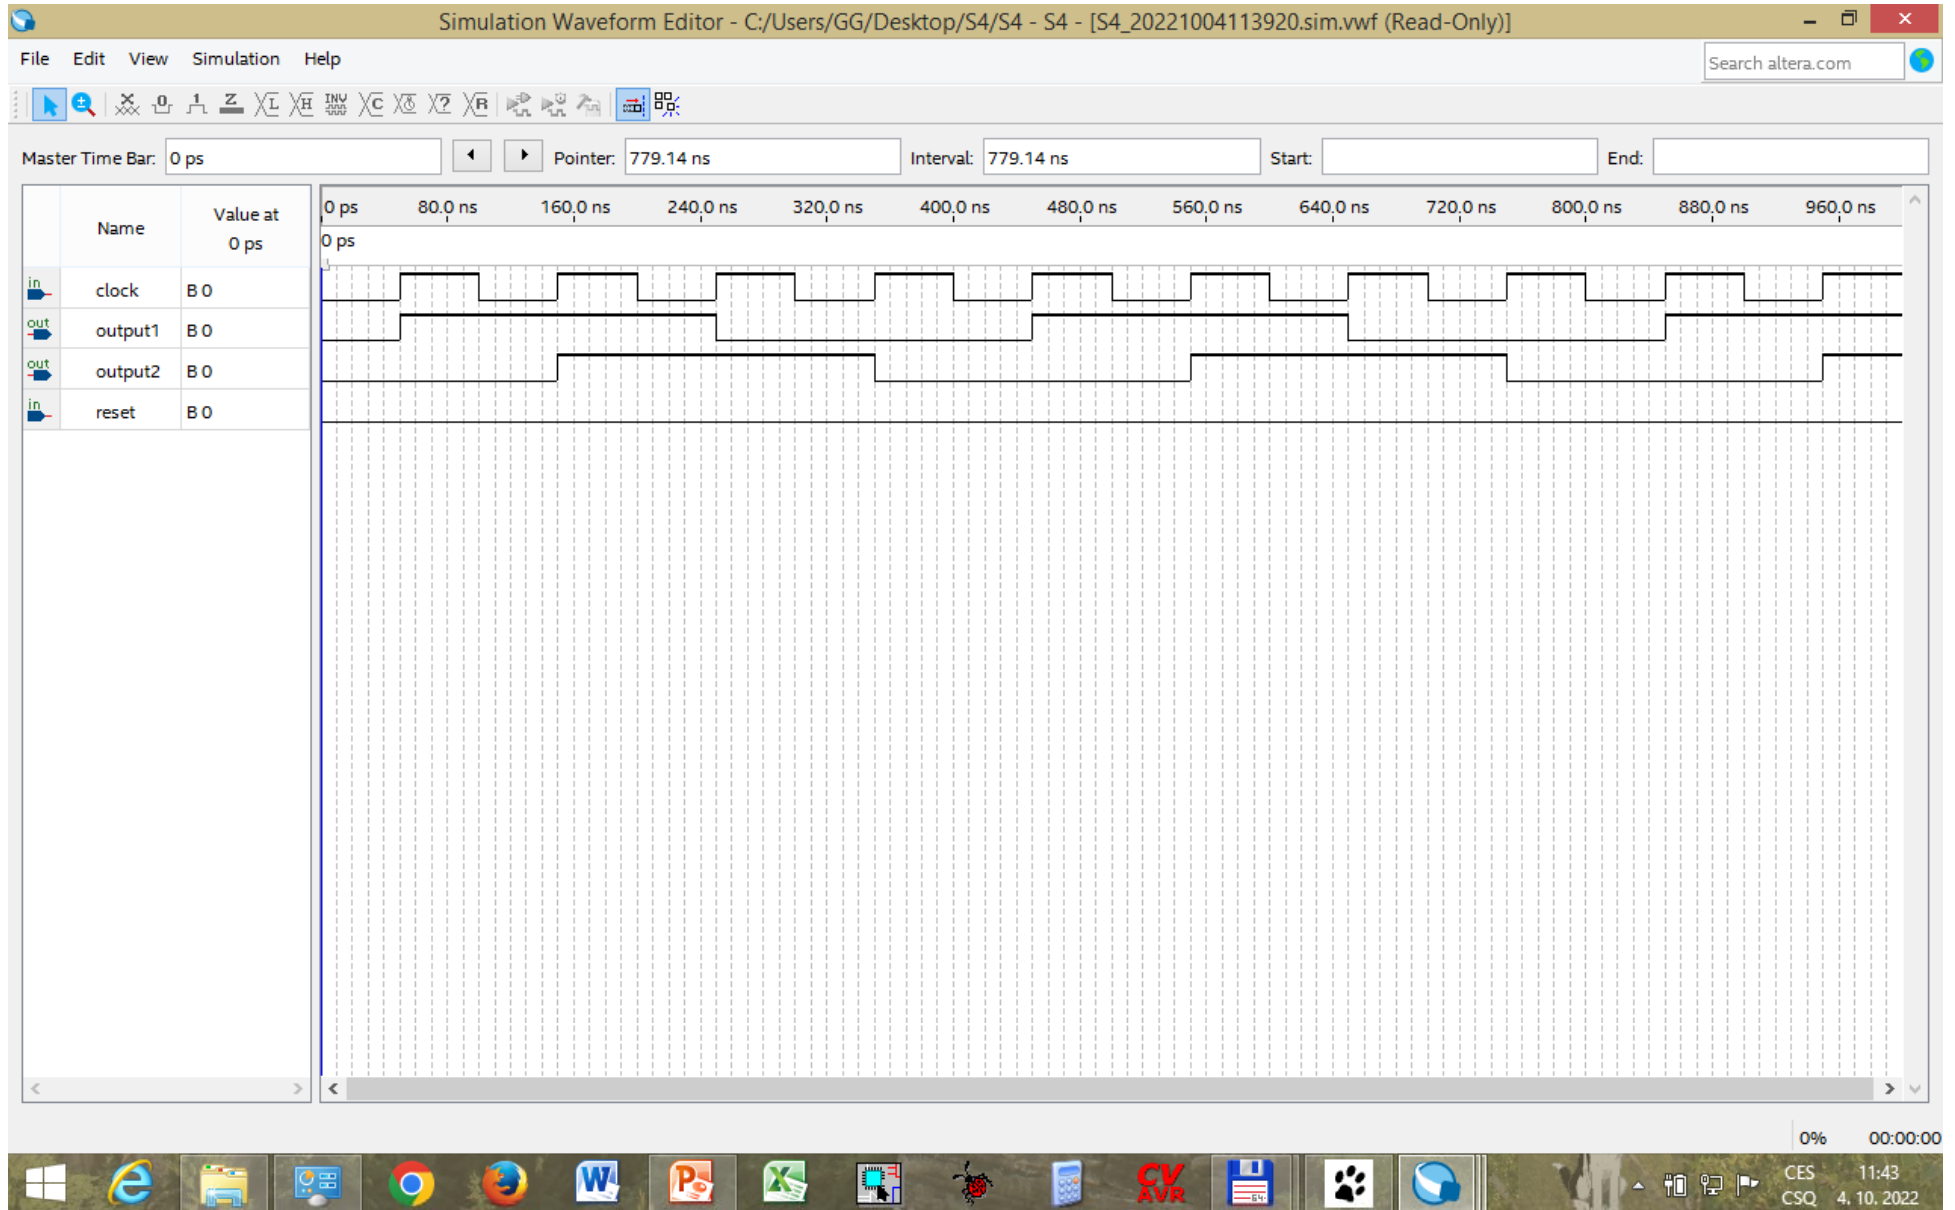 Simulation Waveform Editor - C:/Users/GG/Desktop/S4/S4 - S4 - [S4_20221004113920.sim.vwf (Read-Only)]
File Edit View Simulation Help
Search altera.com
Master Time Bar: 0 ps
Pointer: 779.14 ns
Interval: 779.14 ns
Start:
End:
Name
Value at
0 ps
0 ps 80.0 ns 160.0 ns 240.0 ns 320.0 ns 400.0 ns 480.0 ns 560.0 ns 640.0 ns 720.0 ns 800.0 ns 880.0 ns 960.0 ns
0 ps
in clock B 0
out output1 B 0
out output2 B 0
in reset B 0
0% 00:00:00
CV
AVR
64
CES 11:43
CSQ 4. 10. 2022